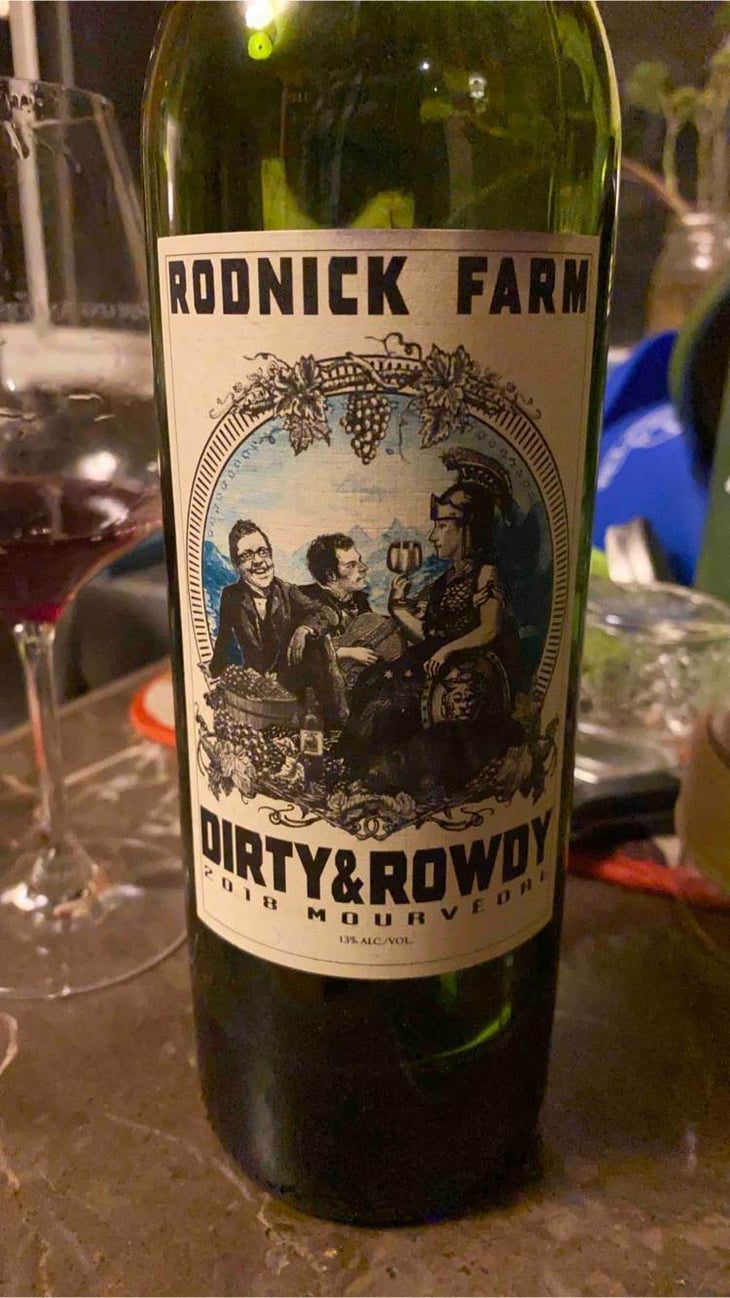 RODNICK FARM
DIRTY&ROWDY
2018 MOURVEDRE
13% ALC/VOL.